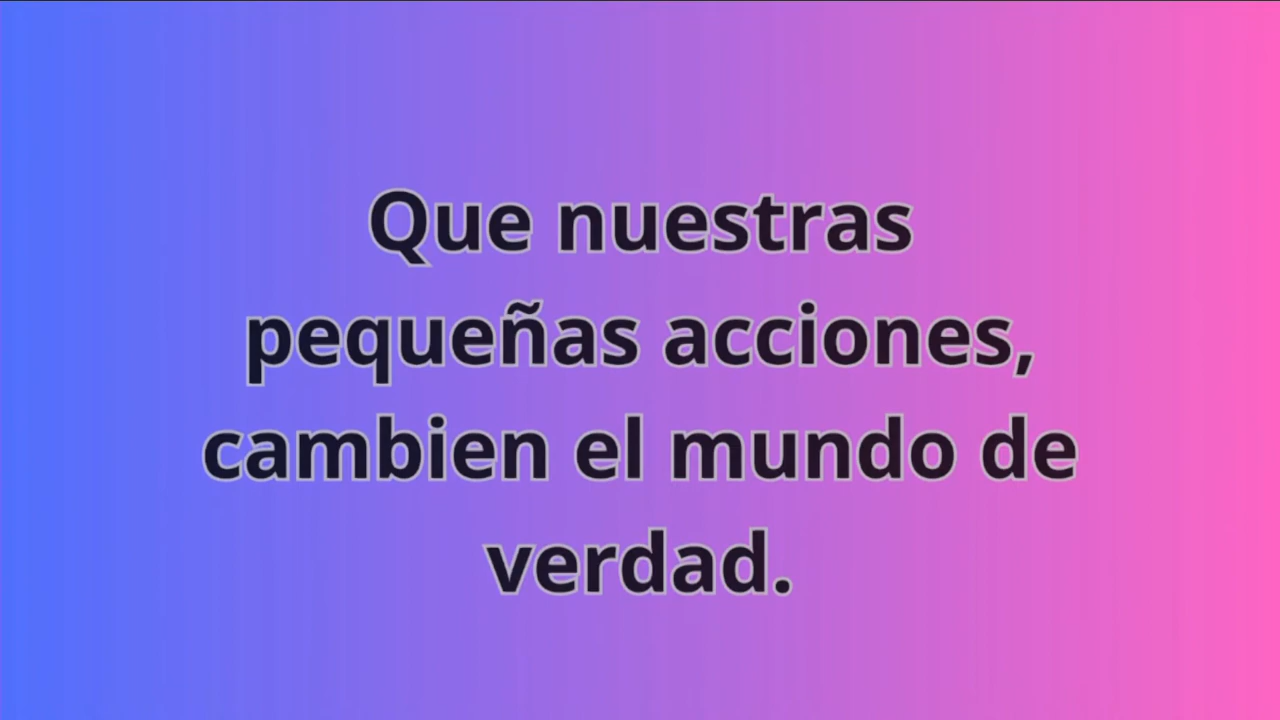 Que nuestras
pequeñas acciones,
cambien el mundo de
verdad.